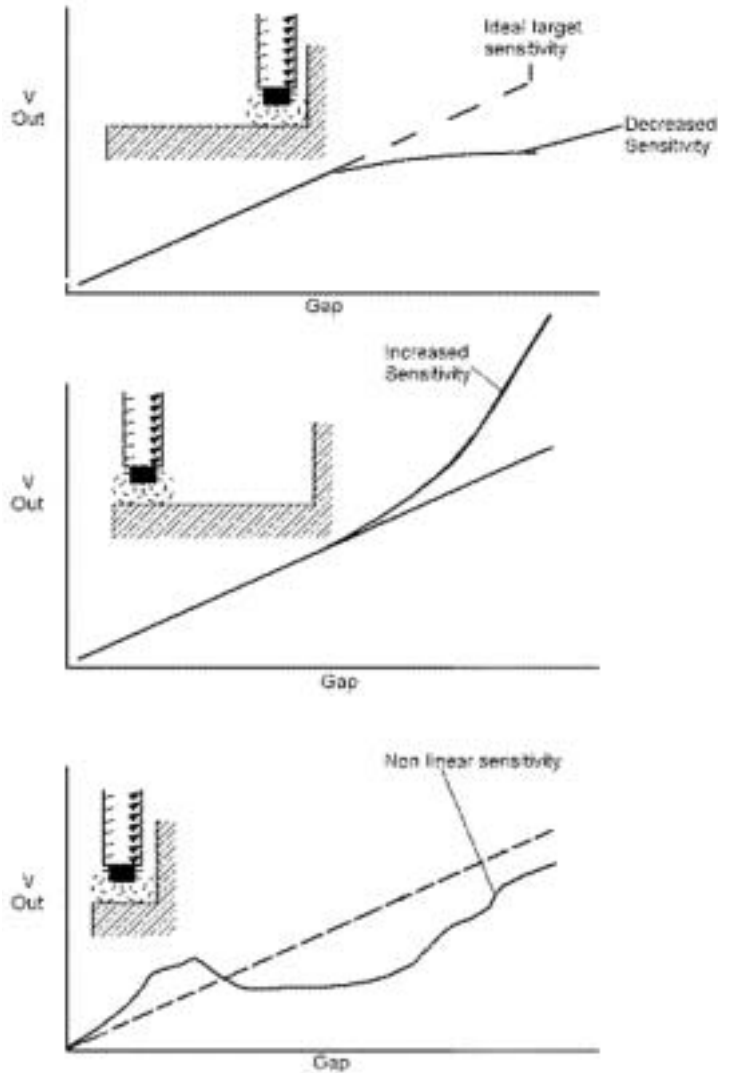 Ideal target
sensitivity
V
Out
Decreased
Sensitivity
Gap
Increased
Sensitivity
V
Out
Gap
Non linear sensitivity
V
Out
Gap